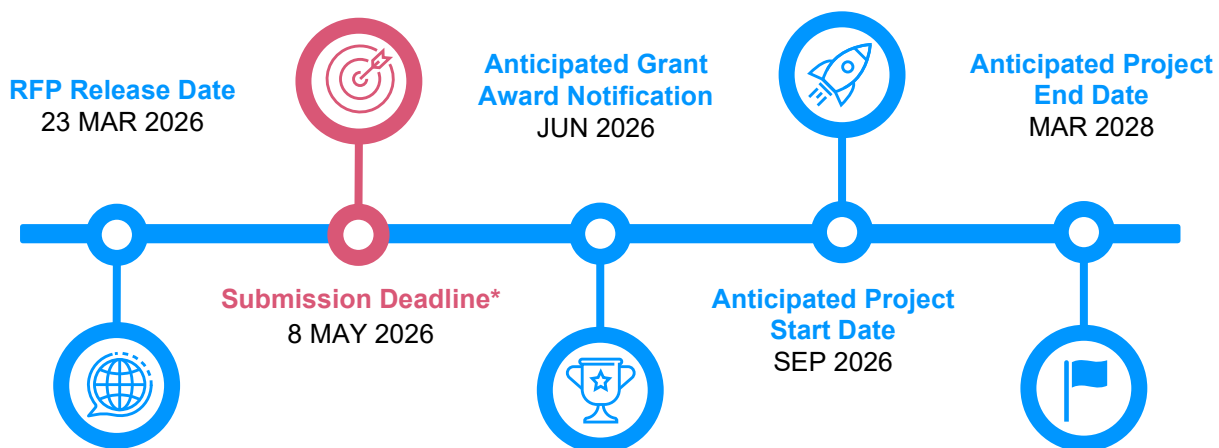 RFP Release Date
23 MAR 2026
Submission Deadline*
8 MAY 2026
Anticipated Grant
Award Notification
JUN 2026
Anticipated Project
Start Date
SEP 2026
Anticipated Project
End Date
MAR 2028